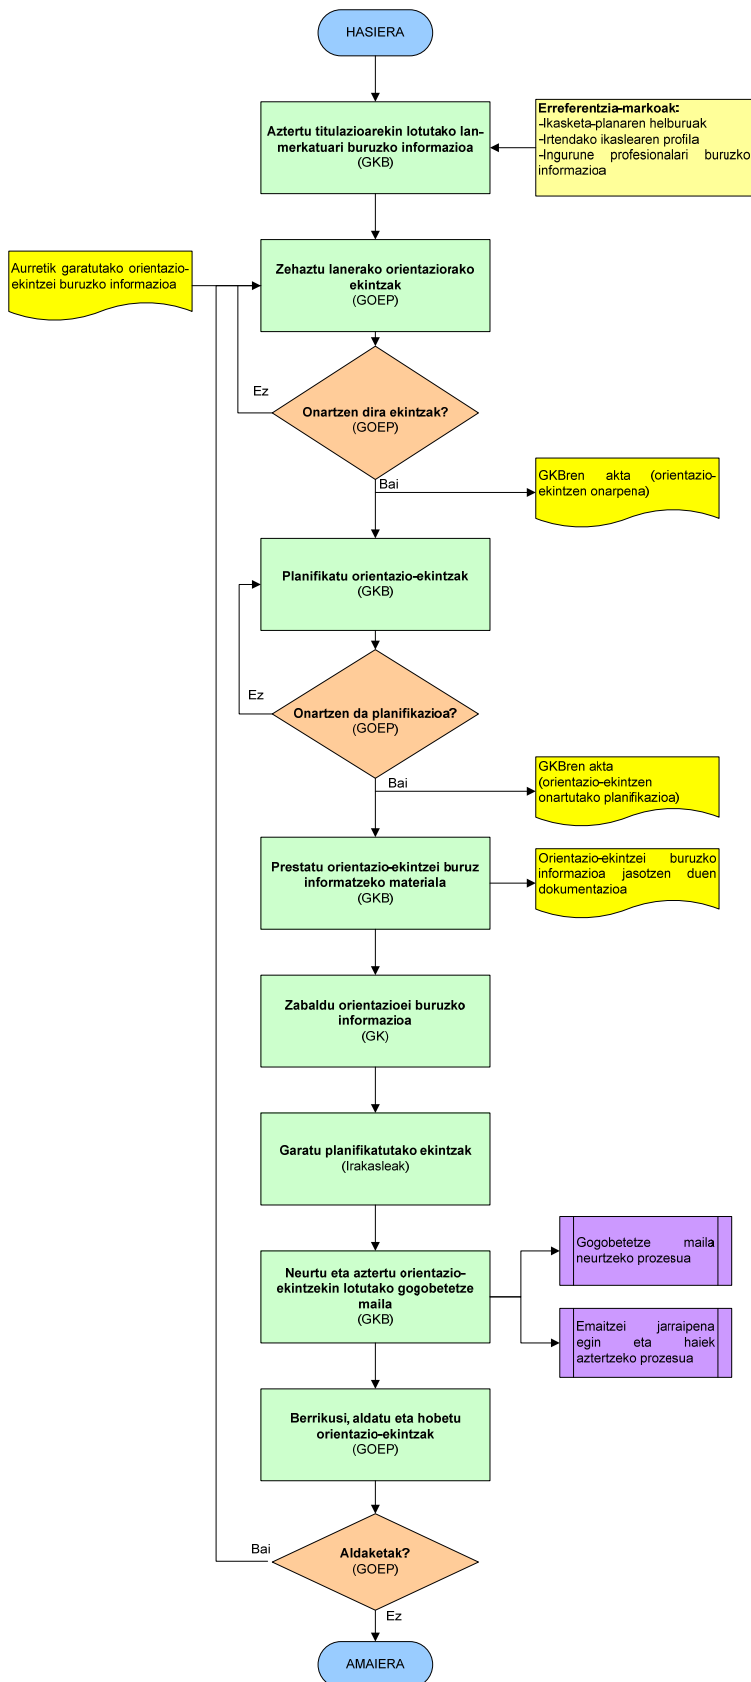 HASIERA
Aztertu titulazioarekin lotutako lan-
merkatuari buruzko informazioa
(GKB)
Erreferentzia-markoak:
-Ikasketa-planaren helburuak
-Irtendako ikaslearen profila
-Ingurune profesionalari buruzko
informazioa
Aurretik garatutako orientazio-
ekintzei buruzko informazioa
Zehaztu lanerako orientaziorako
ekintzak
(GOEP)
Ez
Onartzen dira ekintzak?
(GOEP)
Bai
GKBren akta (orientazio-
ekintzen onarpena)
Planifikatu orientazio-ekintzak
(GKB)
Ez
Onartzen da planifikazioa?
(GOEP)
Bai
GKBren akta
(orientazio-ekintzen
onartutako planifikazioa)
Prestatu orientazio-ekintzei buruz
informatzeko materiala
(GKB)
Orientazio-ekintzei buruzko
informazioa jasotzen duen
dokumentazioa
Zabaldu orientazioei buruzko
informazioa
(GK)
Garatu planifikatutako ekintzak
(Irakasleak)
Neurtu eta aztertu orientazio-
ekintzekin lotutako gogobetetze
maila
(GKB)
Gogobetetze maila
neurtzeko prozesua
Emaitzei jarraipena
egin eta haiek
aztertzeko prozesua
Berrikusi, aldatu eta hobetu
orientazio-ekintzak
(GOEP)
Bai
Aldaketak?
(GOEP)
Ez
AMAIERA